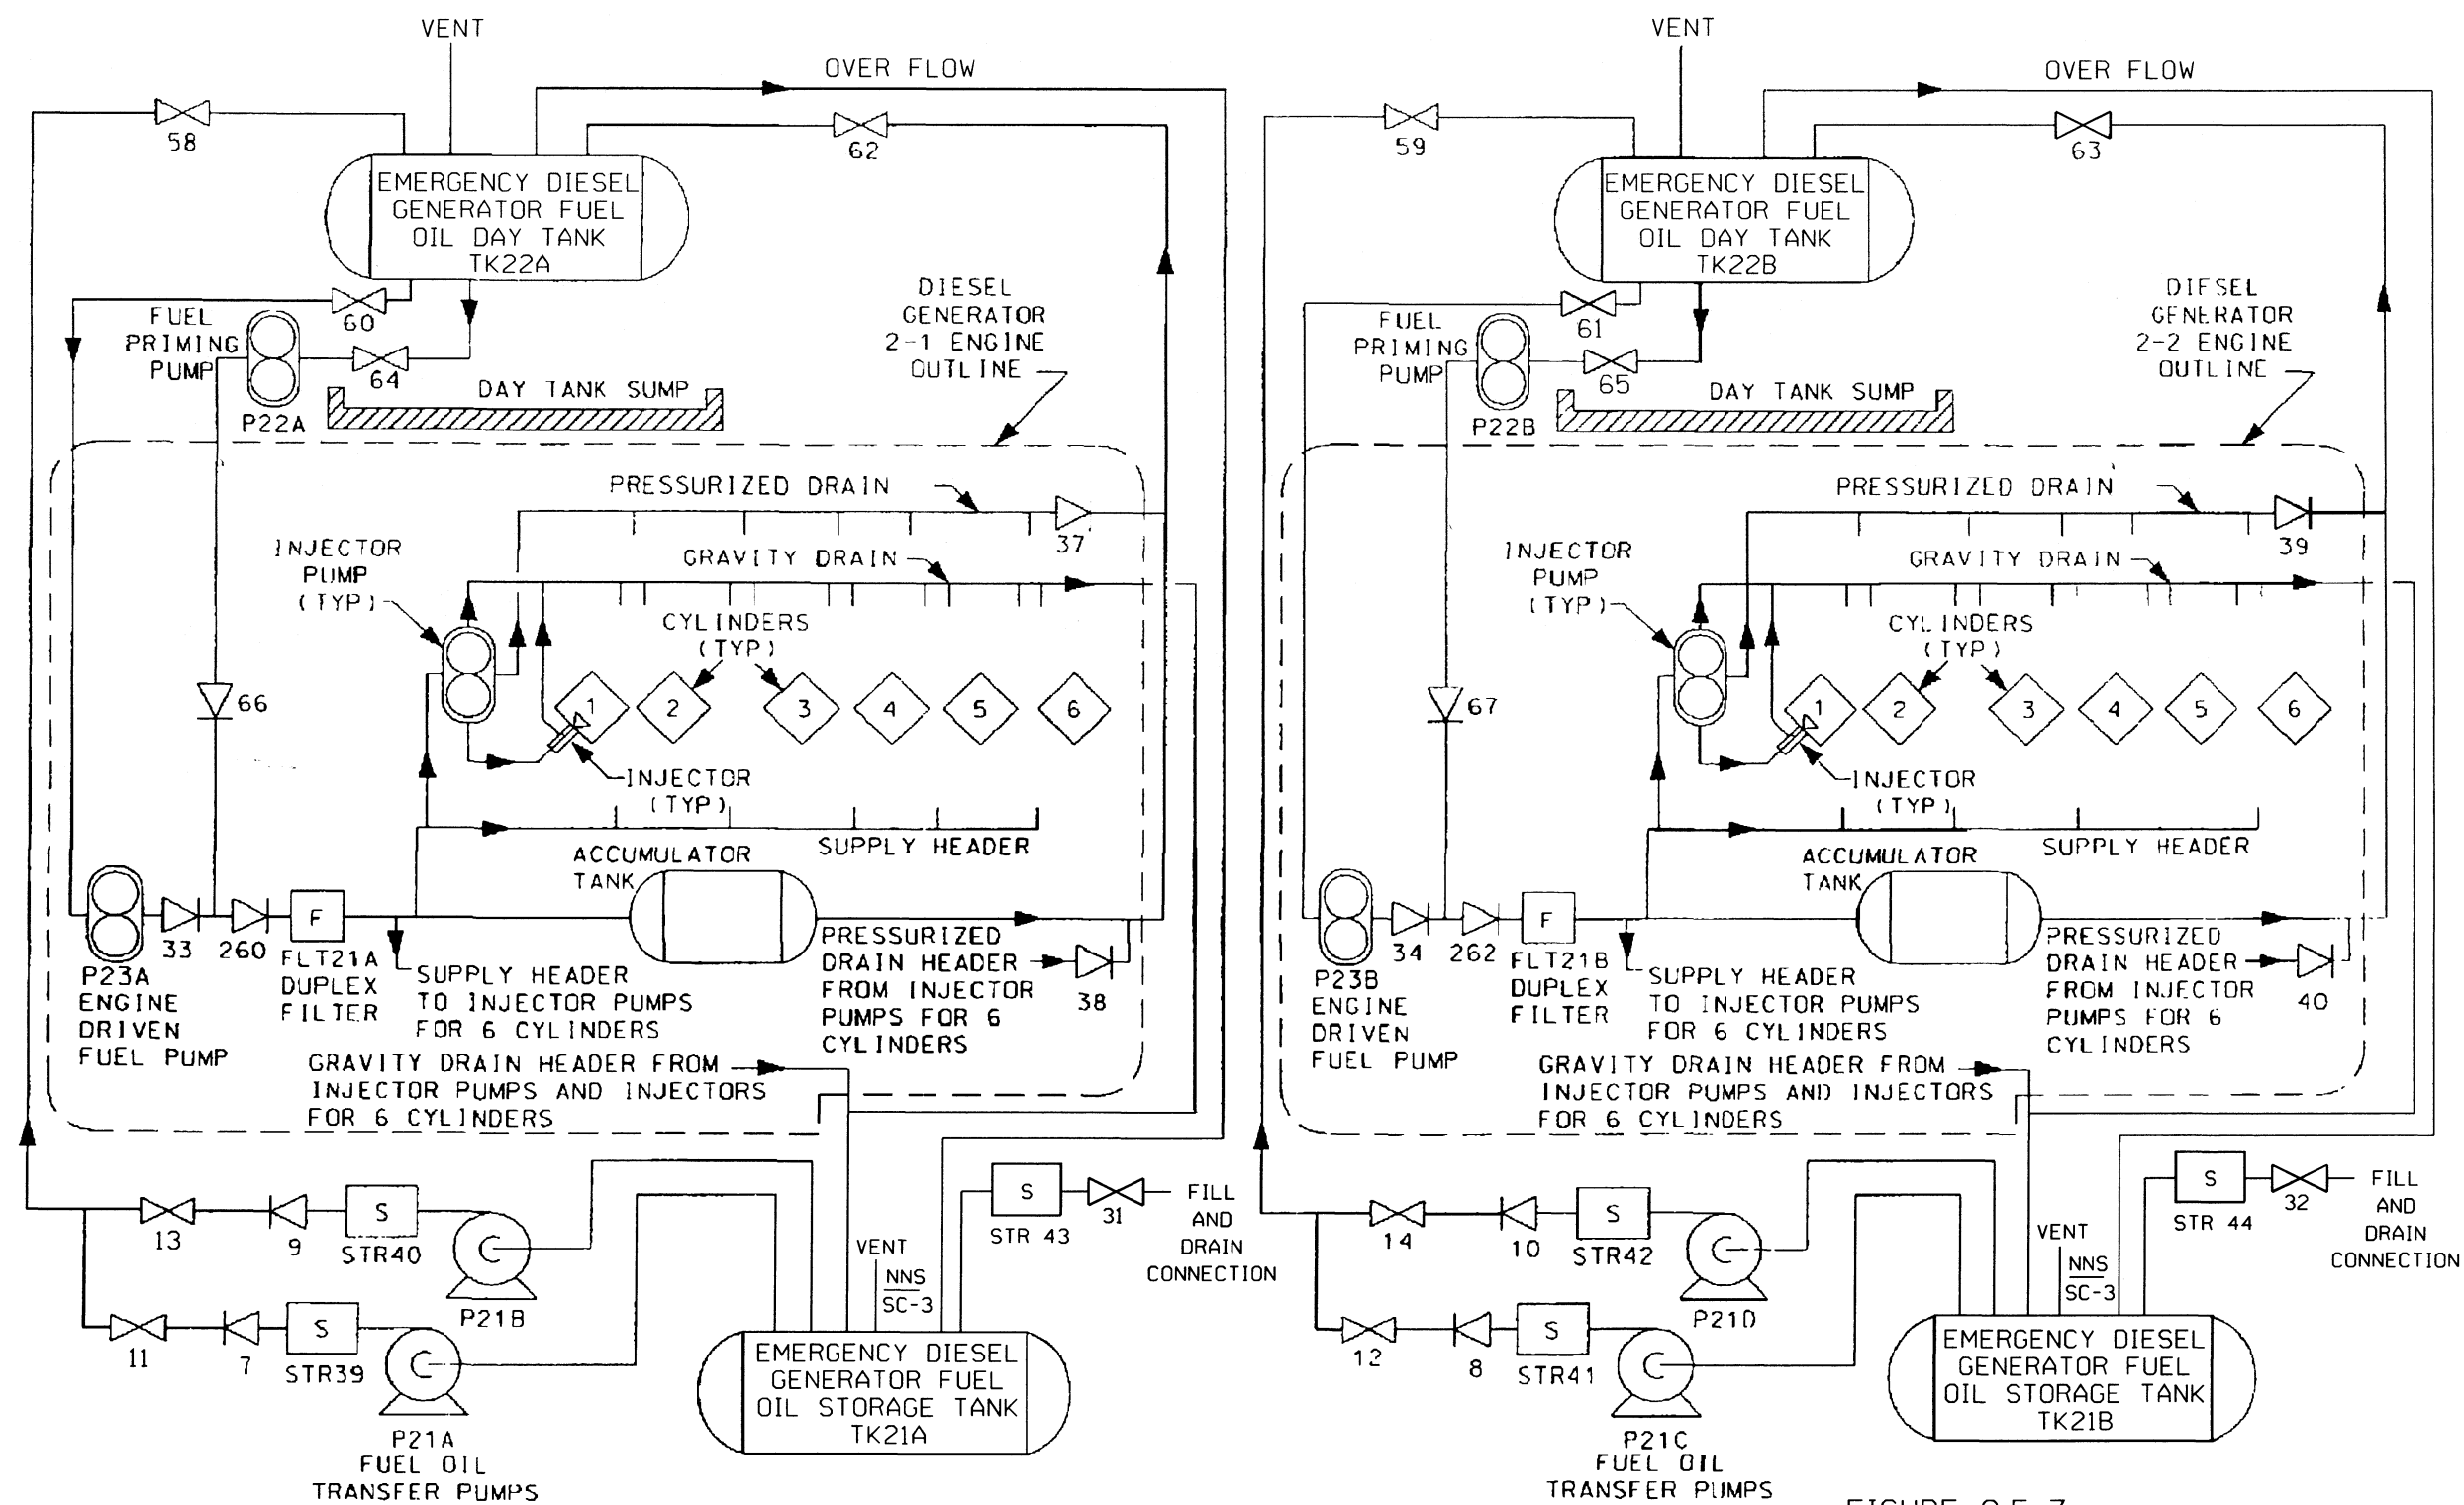 VENT
OVER FLOW
58
62
EMERGENCY DIESEL
GENERATOR FUEL
OIL DAY TANK
TK22A
60
FUEL
PRIMING
PUMP
64
P22A
DAY TANK SUMP
DIESEL
GENERATOR
2-1 ENGINE
OUTLINE
PRESSURIZED DRAIN
37
INJECTOR
PUMP
(TYP)
GRAVITY DRAIN
CYLINDERS
(TYP)
66
1
2
3
4
5
6
INJECTOR
(TYP)
SUPPLY HEADER
ACCUMULATOR
TANK
F
33
260
FLT21A
DUPLEX
FILTER
P23A
ENGINE
DRIVEN
FUEL PUMP
SUPPLY HEADER
TO INJECTOR PUMPS
FOR 6 CYLINDERS
PRESSURIZED
DRAIN HEADER
FROM INJECTOR
PUMPS FOR 6
CYLINDERS
38
GRAVITY DRAIN HEADER FROM
INJECTOR PUMPS AND INJECTORS
FOR 6 CYLINDERS
13
9
S
STR40
C
P21B
11
7
S
STR39
C
P21A
FUEL OIL
TRANSFER PUMPS
VENT
NNS
SC-3
S
STR 43
31
FILL
AND
DRAIN
CONNECTION
EMERGENCY DIESEL
GENERATOR FUEL
OIL STORAGE TANK
TK21A
VENT
OVER FLOW
59
63
EMERGENCY DIESEL
GENERATOR FUEL
OIL DAY TANK
TK22B
61
FUEL
PRIMING
PUMP
65
P22B
DAY TANK SUMP
DIESEL
GENERATOR
2-2 ENGINE
OUTLINE
PRESSURIZED DRAIN
39
INJECTOR
PUMP
(TYP)
GRAVITY DRAIN
CYLINDERS
(TYP)
67
1
2
3
4
5
6
INJECTOR
(TYP)
SUPPLY HEADER
ACCUMULATOR
TANK
F
34
262
FLT21B
DUPLEX
FILTER
P23B
ENGINE
DRIVEN
FUEL PUMP
SUPPLY HEADER
TO INJECTOR PUMPS
FOR 6 CYLINDERS
PRESSURIZED
DRAIN HEADER
FROM INJECTOR
PUMPS FOR 6
CYLINDERS
40
GRAVITY DRAIN HEADER FROM
INJECTOR PUMPS AND INJECTORS
FOR 6 CYLINDERS
14
10
S
STR42
C
P21D
12
8
S
STR41
C
P21C
FUEL OIL
TRANSFER PUMPS
VENT
NNS
SC-3
S
STR 44
32
FILL
AND
DRAIN
CONNECTION
EMERGENCY DIESEL
GENERATOR FUEL
OIL STORAGE TANK
TK21B